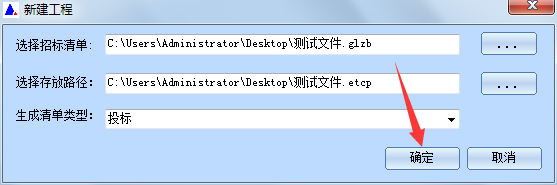 新建工程
选择招标清单: C:\Users\Administrator\Desktop\测试文件.glzb ...
选择存放路径: C:\Users\Administrator\Desktop\测试文件.etcp ...
生成清单类型: 投标
确定 取消